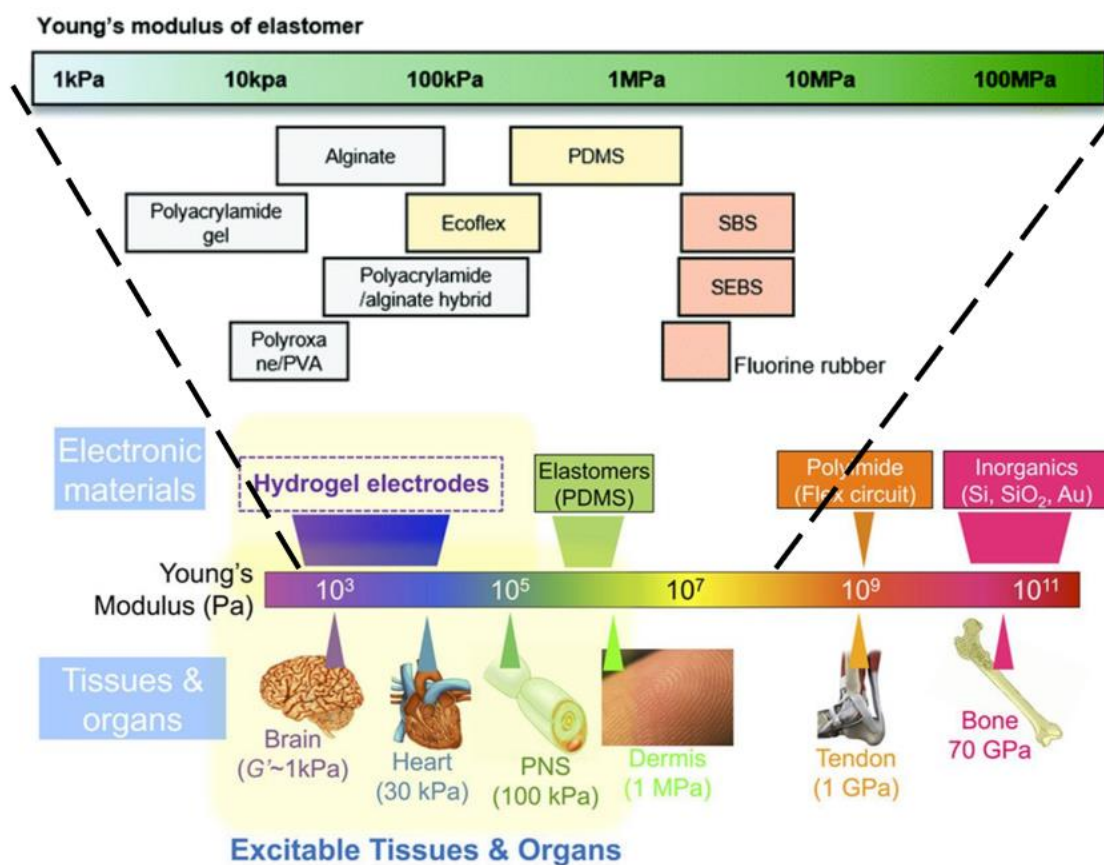 Young's modulus of elastomer
1kPa 10kpa 100kPa 1MPa 10MPa 100MPa
Alginate PDMS
Polyacrylamide
gel
Ecoflex SBS
Polyacrylamide
/alginate hybrid
SEBS
Polyroxa
ne/PVA
Fluorine rubber
Electronic
materials
Hydrogel electrodes
Elastomers
(PDMS)
Polyimide
(Flex circuit)
Inorganics
(Si, SiO₂, Au)
Young's
Modulus (Pa)
10³ 10⁵ 10⁷ 10⁹ 10¹¹
Tissues &
organs
Brain
(G'~1kPa)
Heart
(30 kPa)
PNS
(100 kPa)
Dermis
(1 MPa)
Tendon
(1 GPa)
Bone
70 GPa
Excitable Tissues & Organs